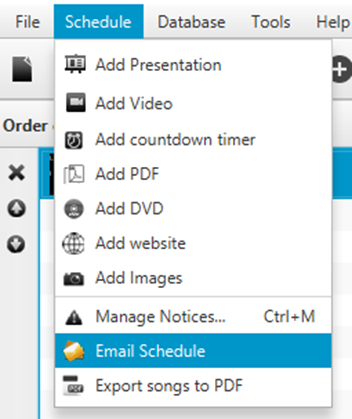 File Schedule Database Tools Help
Add Presentation
Add Video
Add countdown timer
Order
Add PDF
Add DVD
Add website
Add Images
Manage Notices... Ctrl+M
Email Schedule
Export songs to PDF